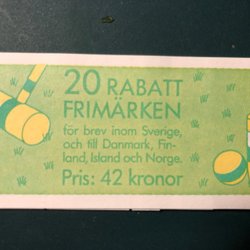 20 RABATT
FRIMÄRKEN
för brev inom Sverige,
och till Danmark, Fin-
land, Island och Norge.
Pris: 42 kronor